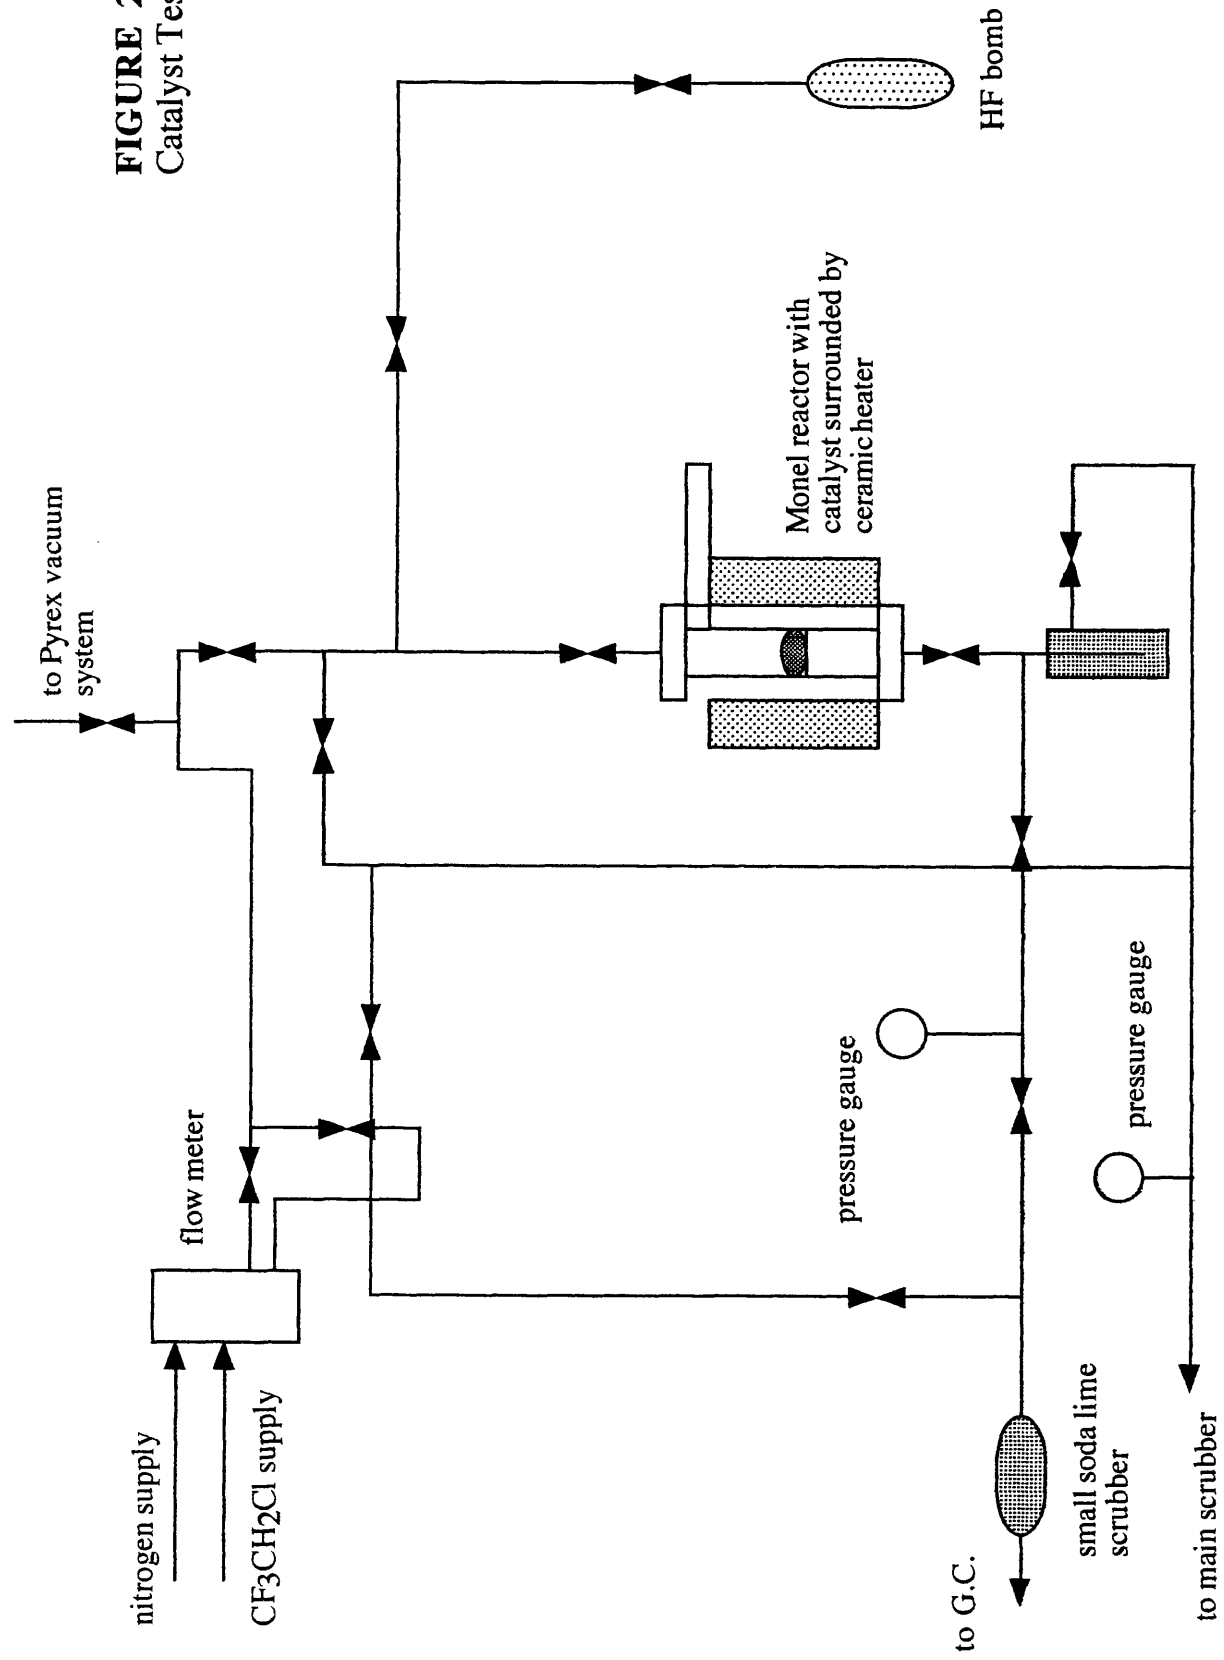 FIGURE 2
Catalyst Tes
to Pyrex vacuum
system
HF bomb
Monel reactor with
catalyst surrounded by
ceramic heater
flow meter
nitrogen supply
CF3CH2Cl supply
pressure gauge
pressure gauge
small soda lime
scrubber
to G.C.
to main scrubber